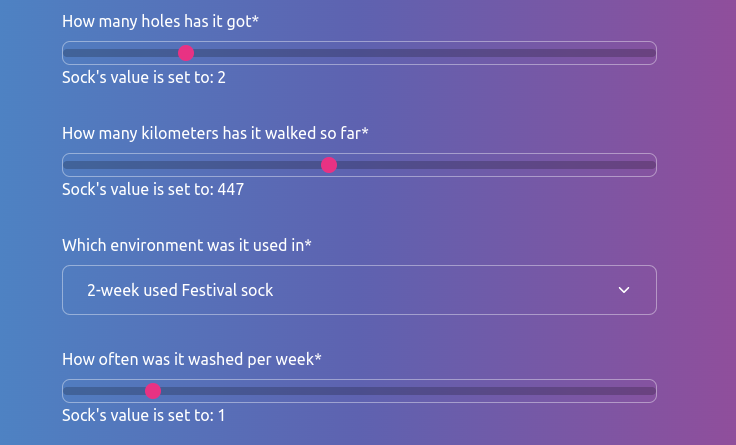 How many holes has it got*
Sock's value is set to: 2
How many kilometers has it walked so far*
Sock's value is set to: 447
Which environment was it used in*
2-week used Festival sock
How often was it washed per week*
Sock's value is set to: 1